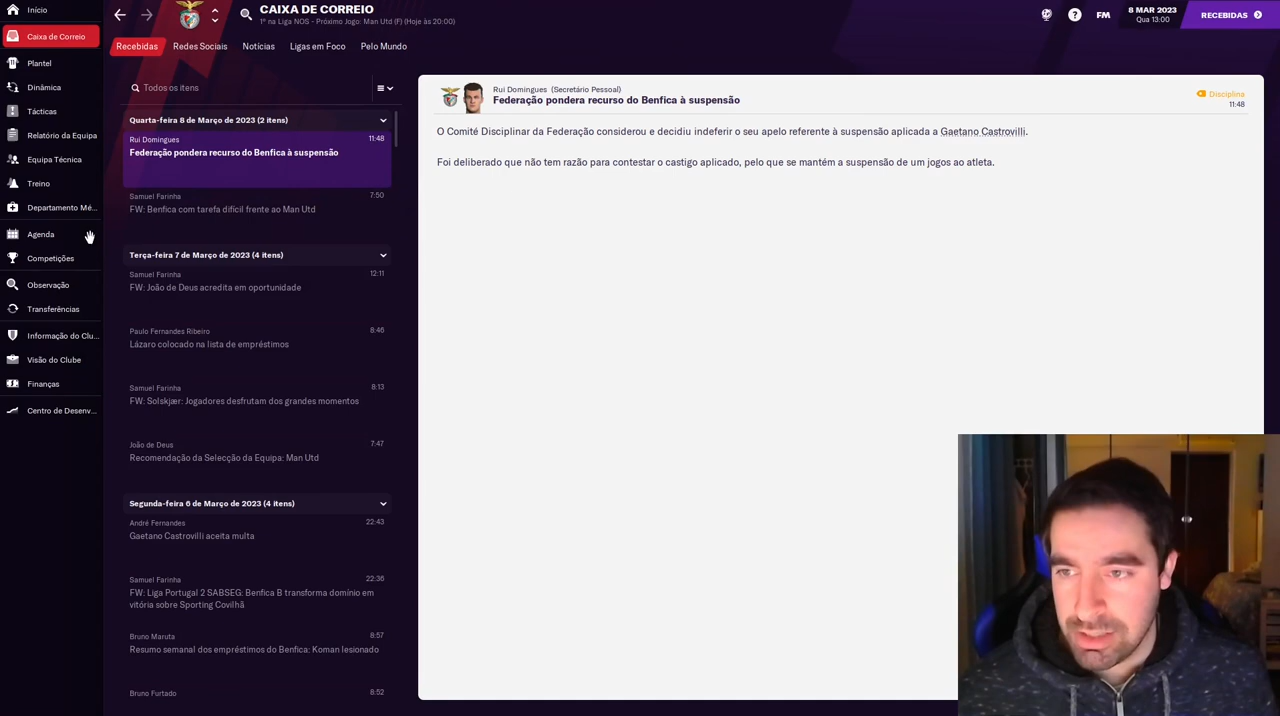 Início
CAIXA DE CORREIO
1º na Liga NOS - Próximo Jogo: Man Utd (F) (Hoje às 20:00)
FM
8 MAR 2023
Qua 13:00
RECEBIDAS
Caixa de Correio
Recebidas
Redes Sociais
Notícias
Ligas em Foco
Pelo Mundo
Plantel
Dinâmica
Tácticas
Relatório da Equipa
Equipa Técnica
Treino
Departamento Mé...
Agenda
Competições
Observação
Transferências
Informação do Clu...
Visão do Clube
Finanças
Centro de Desenv...
Todos os itens
Quarta-feira 8 de Março de 2023 (2 itens)
Rui Domingues 11:48
Federação pondera recurso do Benfica à suspensão
Samuel Farinha 7:50
FW: Benfica com tarefa difícil frente ao Man Utd
Terça-feira 7 de Março de 2023 (4 itens)
Samuel Farinha 12:11
FW: João de Deus acredita em oportunidade
Paulo Fernandes Ribeiro 8:46
Lázaro colocado na lista de empréstimos
Samuel Farinha 8:13
FW: Solskjær: Jogadores desfrutam dos grandes momentos
João de Deus 7:47
Recomendação da Selecção da Equipa: Man Utd
Segunda-feira 6 de Março de 2023 (4 itens)
André Fernandes 22:43
Gaetano Castrovilli aceita multa
Samuel Farinha 22:36
FW: Liga Portugal 2 SABSEG: Benfica B transforma domínio em
vitória sobre Sporting Covilhã
Bruno Maruta 8:57
Resumo semanal dos empréstimos do Benfica: Koman lesionado
Bruno Furtado 8:52
Rui Domingues (Secretário Pessoal)
Federação pondera recurso do Benfica à suspensão
Disciplina
11:48
O Comité Disciplinar da Federação considerou e decidiu indeferir o seu apelo referente à suspensão aplicada a Gaetano Castrovilli.
Foi deliberado que não tem razão para contestar o castigo aplicado, pelo que se mantém a suspensão de um jogos ao atleta.